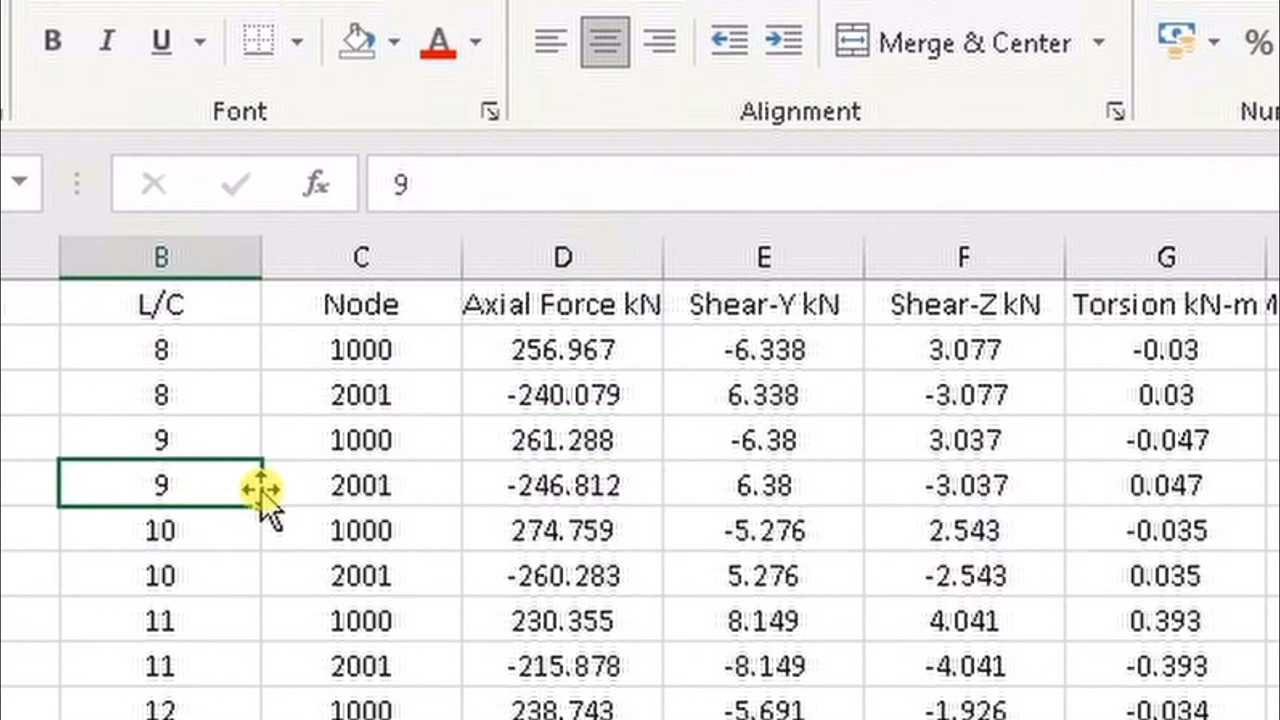 B I U A Merge & Center %
Font Alignment
fx 9
B C D E F G
L/C Node Axial Force kN Shear-Y kN Shear-Z kN Torsion kN-m
8 1000 256.967 -6.338 3.077 -0.03
8 2001 -240.079 6.338 -3.077 0.03
9 1000 261.288 -6.38 3.037 -0.047
9 2001 -246.812 6.38 -3.037 0.047
10 1000 274.759 -5.276 2.543 -0.035
10 2001 -260.283 5.276 -2.543 0.035
11 1000 230.355 8.149 4.041 0.393
11 2001 -215.878 -8.149 -4.041 -0.393
12 1000 238.743 -5.691 -1.926 -0.034